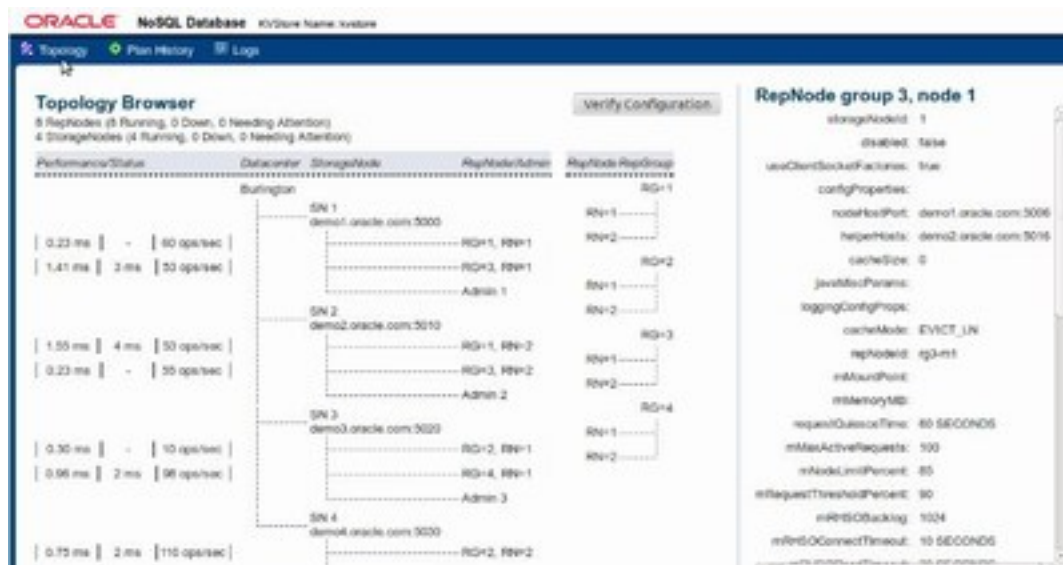 ORACLE NoSQL Database KVStore Name: kvstore
Topology Plan History Logs
Topology Browser
Verify Configuration
8 RepNodes (8 Running, 0 Down, 0 Needing Attention)
4 StorageNodes (4 Running, 0 Down, 0 Needing Attention)
Performance/Status Datacenter StorageNode RepNode/Admin RepNode RepGroup
Burlington
SN 1
demo1.oracle.com:5000
0.23 ms - 60 ops/sec RG=1, RN=1
1.41 ms 3 ms 53 ops/sec RG=3, RN=1
Admin 1
SN 2
demo2.oracle.com:5010
1.55 ms 4 ms 53 ops/sec RG=1, RN=2
0.23 ms - 55 ops/sec RG=3, RN=2
Admin 2
SN 3
demo3.oracle.com:5020
0.30 ms - 10 ops/sec RG=2, RN=1
0.96 ms 2 ms 98 ops/sec RG=4, RN=1
Admin 3
SN 4
demo4.oracle.com:5030
0.75 ms 2 ms 110 ops/sec RG=2, RN=2
RG=1
RN=1
RN=2
RG=2
RN=1
RN=2
RG=3
RN=1
RN=2
RG=4
RN=1
RN=2
RepNode group 3, node 1
storageNodeId: 1
disabled: false
useClientSocketFactories: true
configProperties:
nodeHostPort: demo1.oracle.com:5006
helperHosts: demo2.oracle.com:5016
cacheSize: 0
javaMiscParams:
loggingConfigProps:
cacheMode: EVICT_LN
repNodeId: rg3-rn1
rnMountPoint:
rnMemoryMB:
requestQuiesceTime: 60 SECONDS
rnMaxActiveRequests: 100
rnNodeLimitPercent: 85
rnRequestThresholdPercent: 90
rnRHSOBacklog: 1024
rnRHSOConnectTimeout: 10 SECONDS